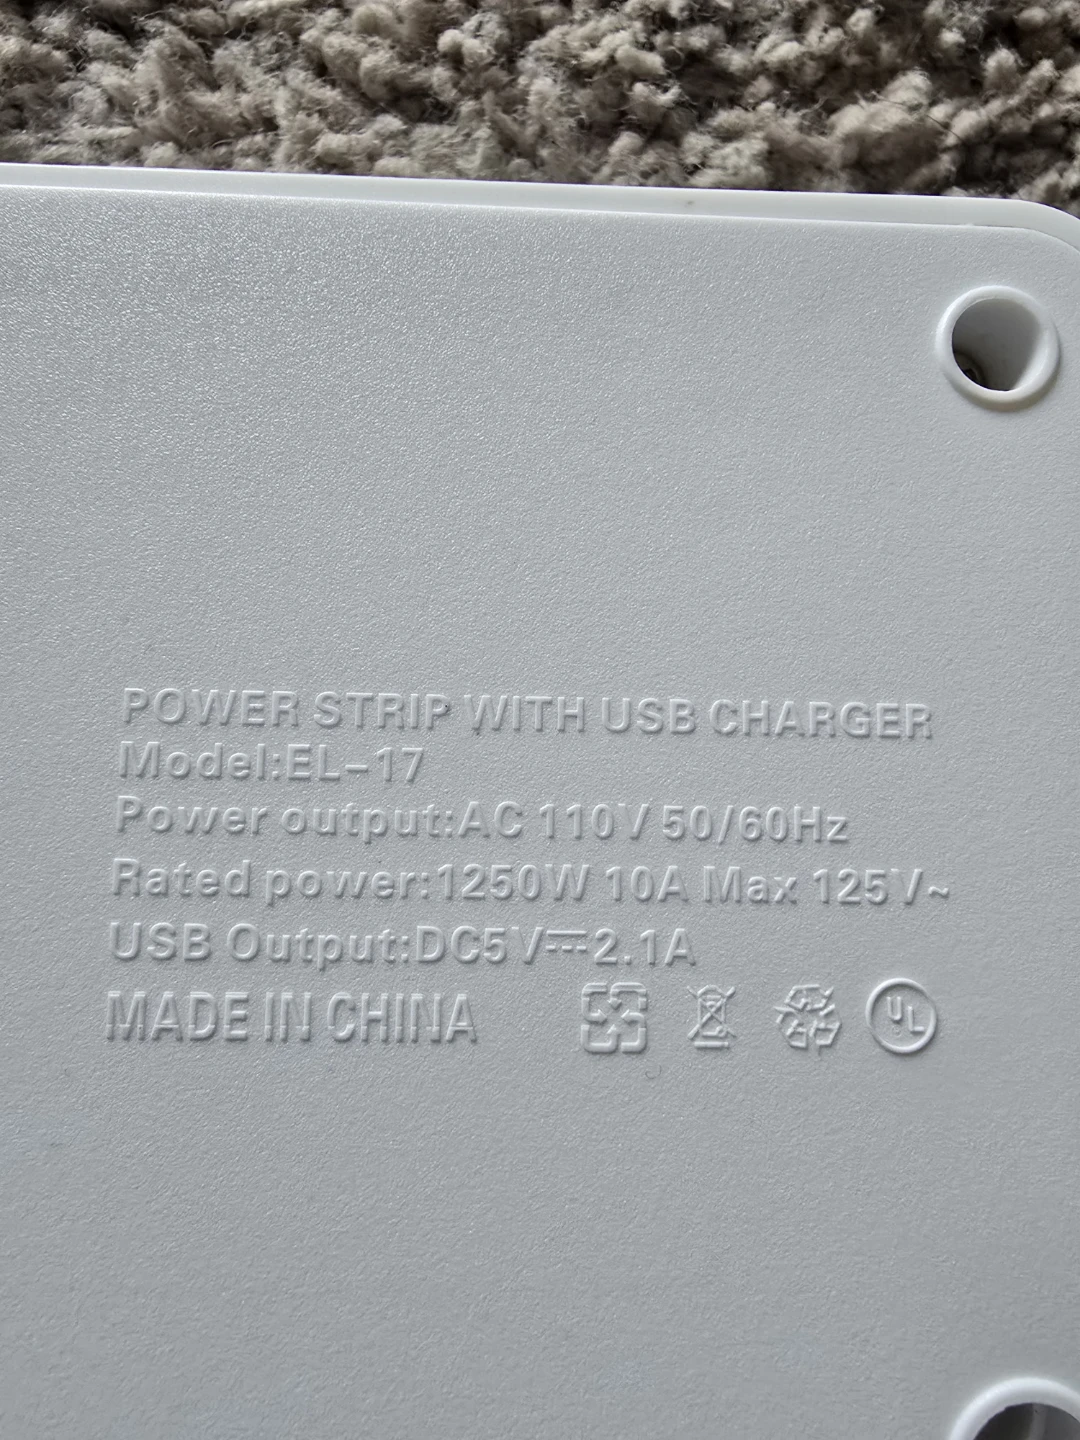 POWER STRIP WITH USB CHARGER
Model:EL-17
Power output:AC 110V 50/60Hz
Rated power:1250W 10A Max 125V~
USB Output:DC5V⎓2.1A
MADE IN CHINA UL